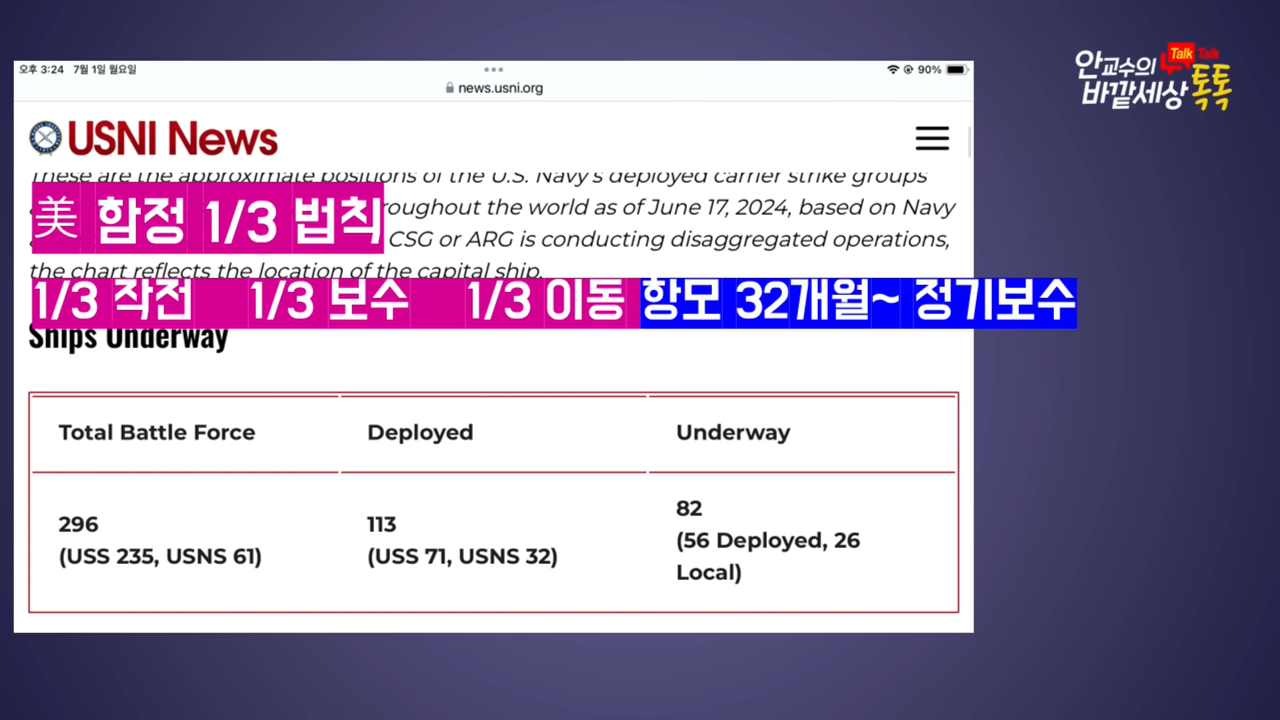 오후 3:24 7월 1일 월요일
90%
news.usni.org
안교수의
바깥세상
Talk Talk
톡톡
USNI News
These are the approximate positions of the U.S. Navy's deployed carrier strike groups
roughout the world as of June 17, 2024, based on Navy
CSG or ARG is conducting disaggregated operations,
the chart reflects the location of the capital ship.
美 함정 1/3 법칙
1/3 작전 1/3 보수 1/3 이동 항모 32개월~ 정기보수
Ships Underway
Total Battle Force Deployed Underway
296
(USS 235, USNS 61)
113
(USS 71, USNS 32)
82
(56 Deployed, 26
Local)